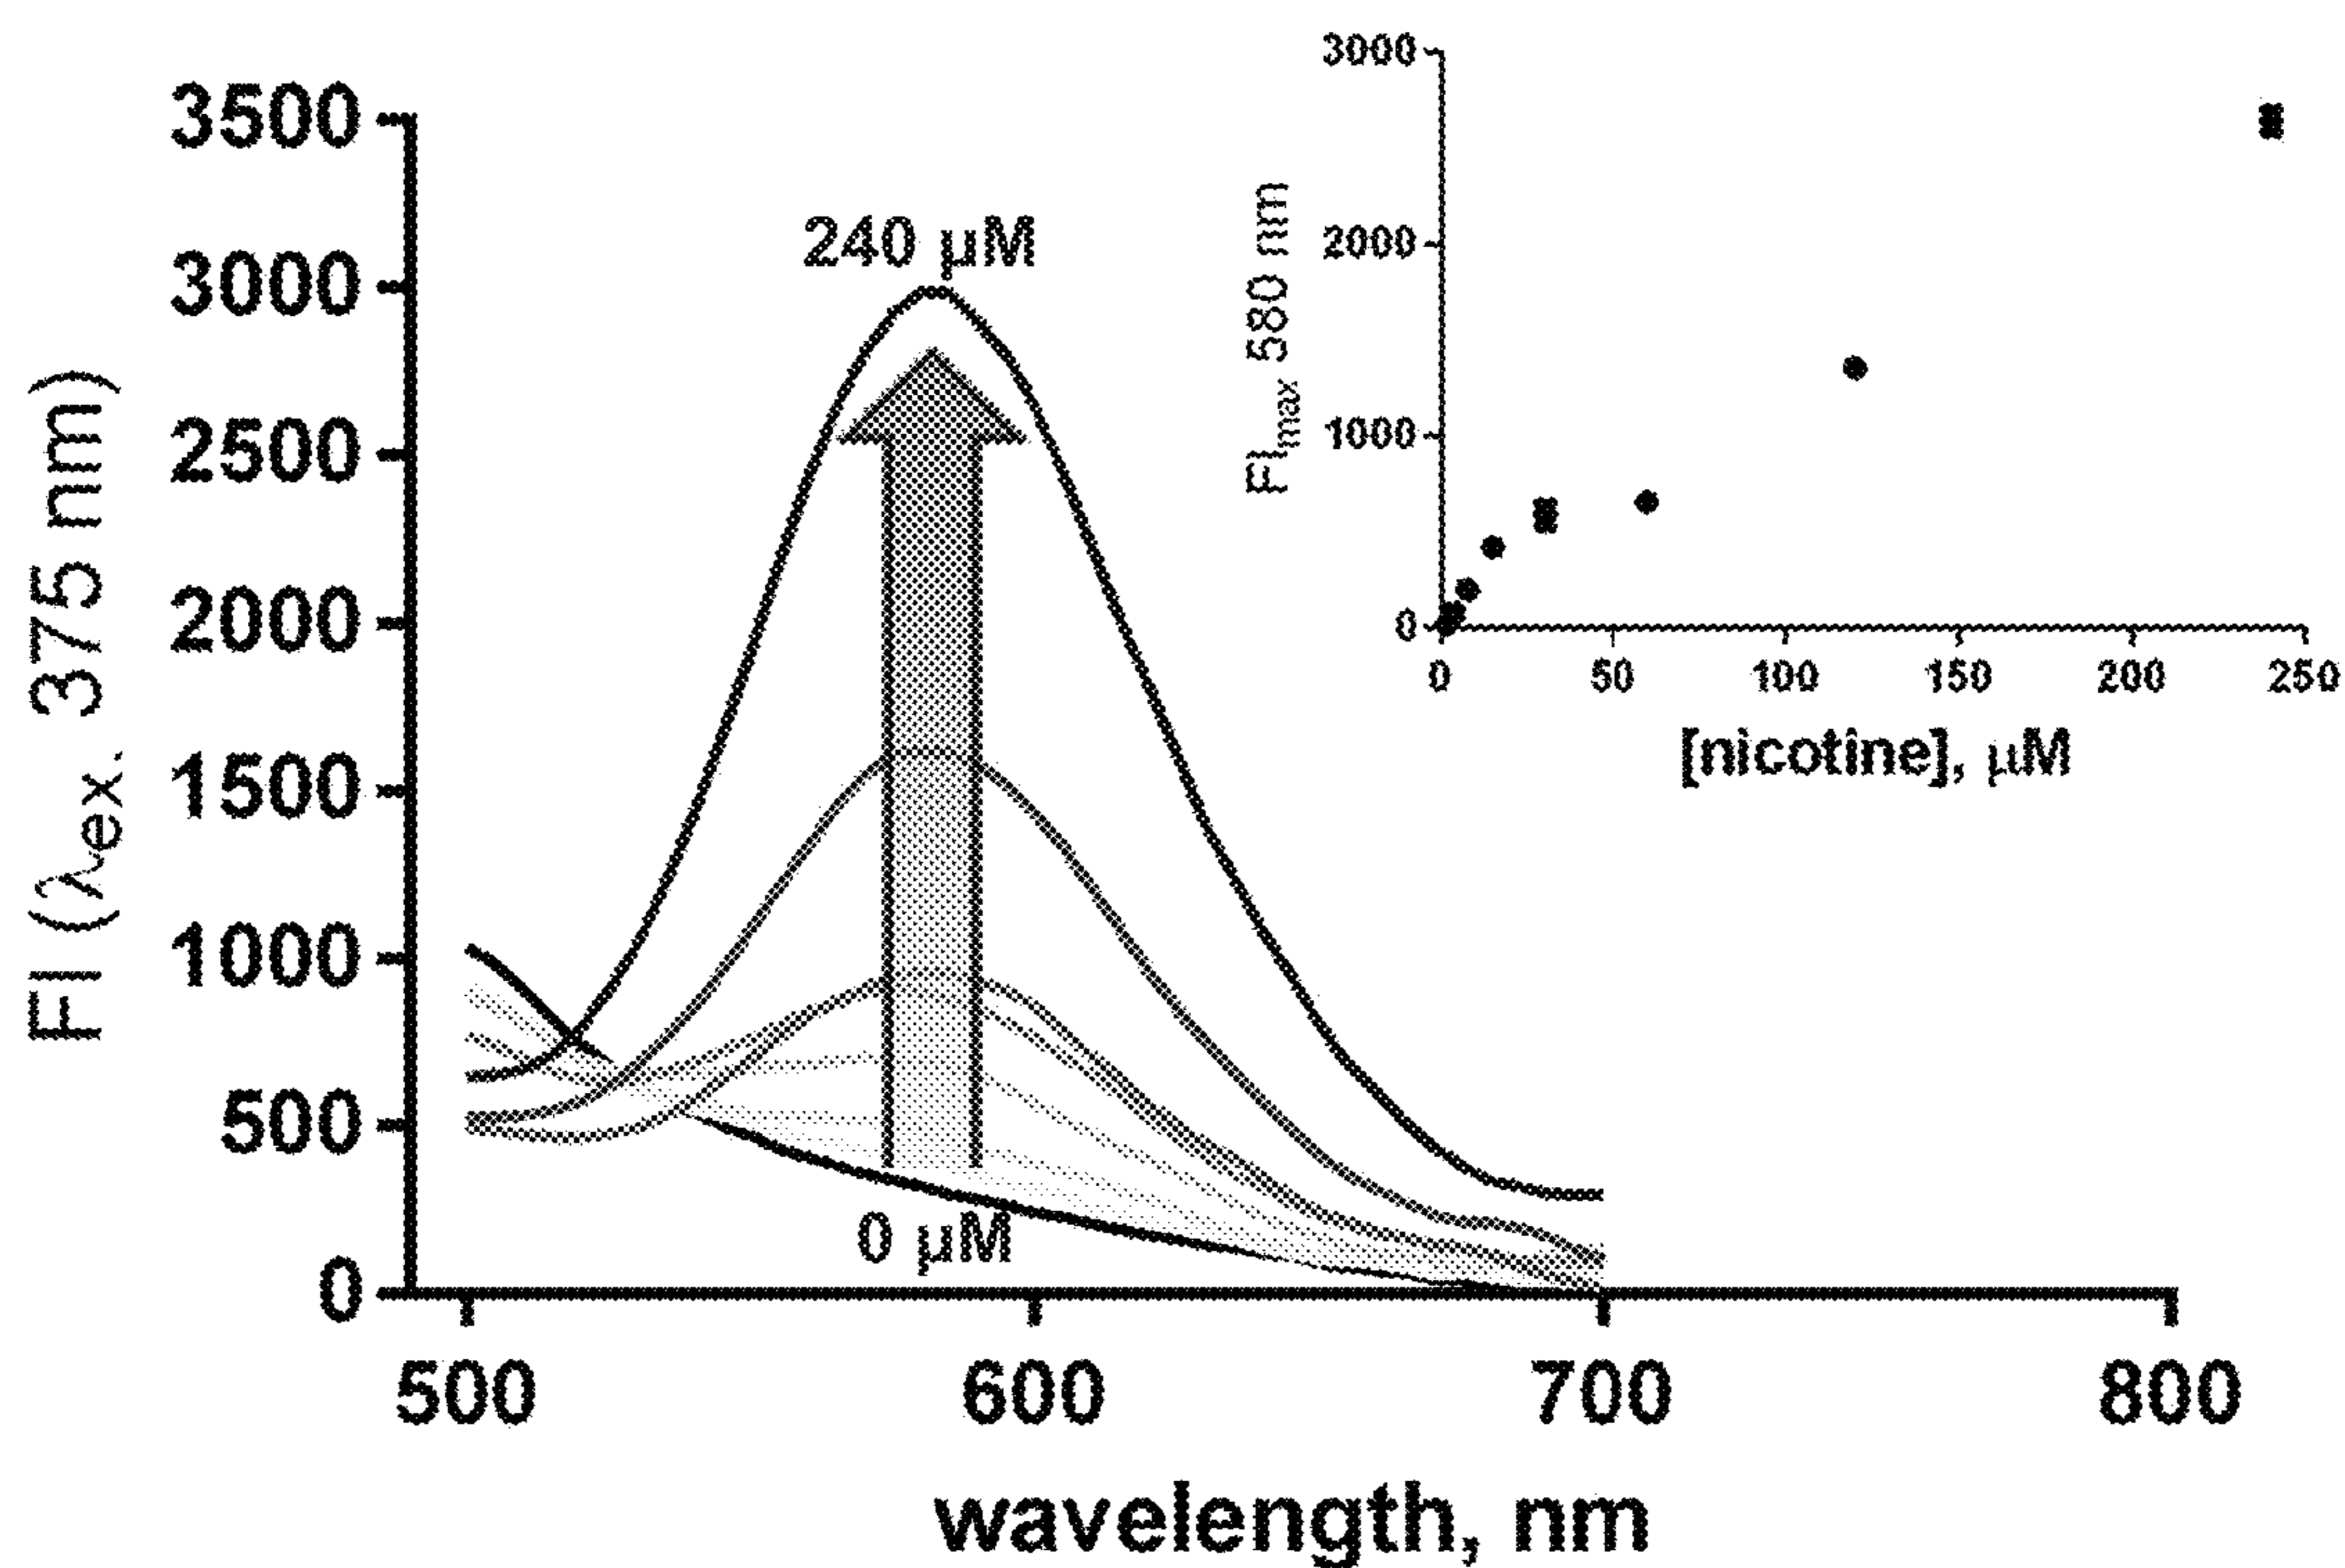 FI (λex. 375 nm)
3500
3000
2500
2000
1500
1000
500
0
240 µM
0 µM
500 600 700 800
wavelength, nm
FImax 580 nm
3000
2000
1000
0
0 50 100 150 200 250
[nicotine], µM